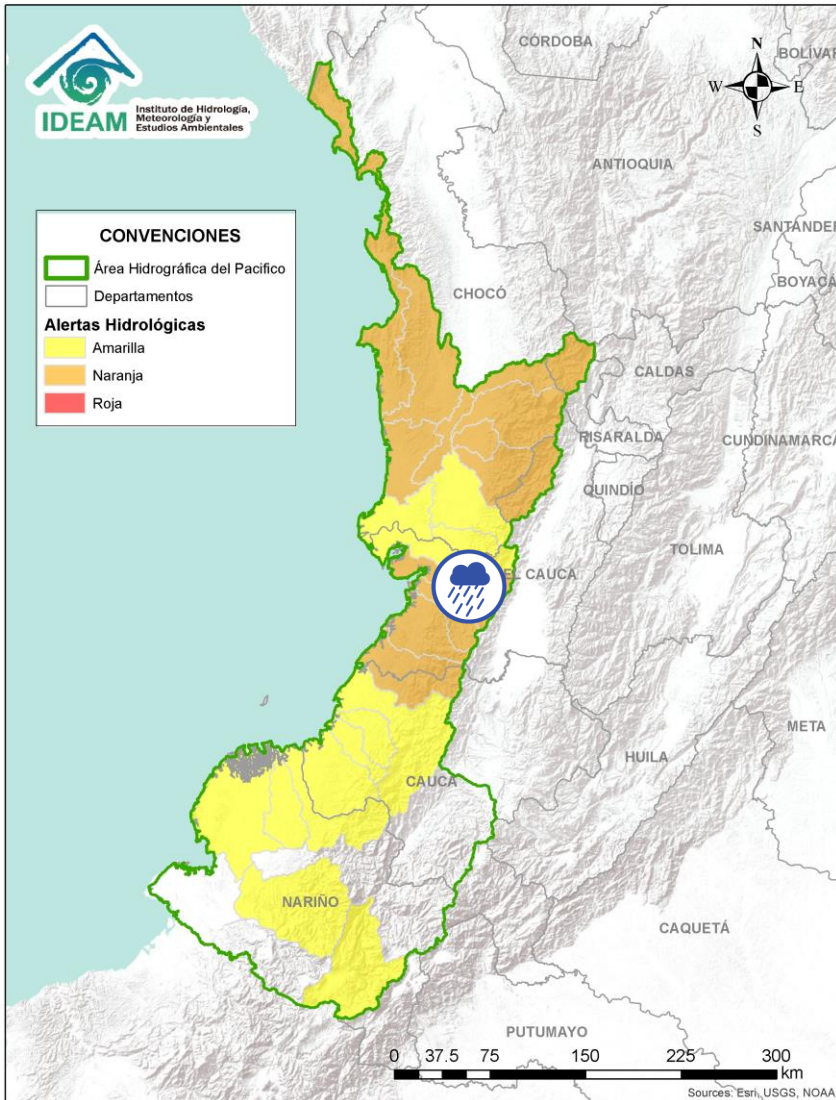 IDEAM
Instituto de Hidrología,
Meteorología y
Estudios Ambientales
CÓRDOBA
BOLÍVAR
N
W
E
S
ANTIOQUIA
SANTANDER
BOYACÁ
CONVENCIONES
Área Hidrográfica del Pacifico
Departamentos
Alertas Hidrológicas
Amarilla
Naranja
Roja
CHOCÓ
CALDAS
RISARALDA
CUNDINAMARCA
QUINDÍO
TOLIMA
EL CAUCA
META
HUILA
CAUCA
NARIÑO
CAQUETÁ
PUTUMAYO
0 37.5 75 150 225 300
km
Sources: Esri, USGS, NOAA